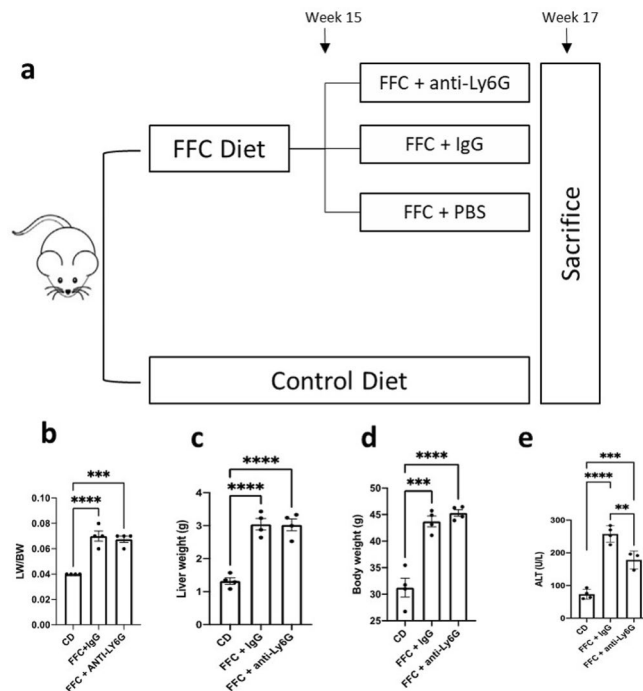 Week 15
Week 17
a
FFC + anti-Ly6G
FFC Diet
FFC + IgG
FFC + PBS
Sacrifice
Control Diet
b
***
****
0.10
0.08
0.06
0.04
0.02
0.00
LW/BW
CD
FFC+IgG
FFC + ANTI-LY6G
c
****
****
4
3
2
1
0
Liver weight (g)
CD
FFC + IgG
FFC + anti-Ly6G
d
****
***
50
45
40
35
30
25
Body weight (g)
CD
FFC + IgG
FFC + anti-Ly6G
e
***
****
**
300
200
100
0
ALT (U/L)
CD
FFC + IgG
FFC + anti-Ly6G